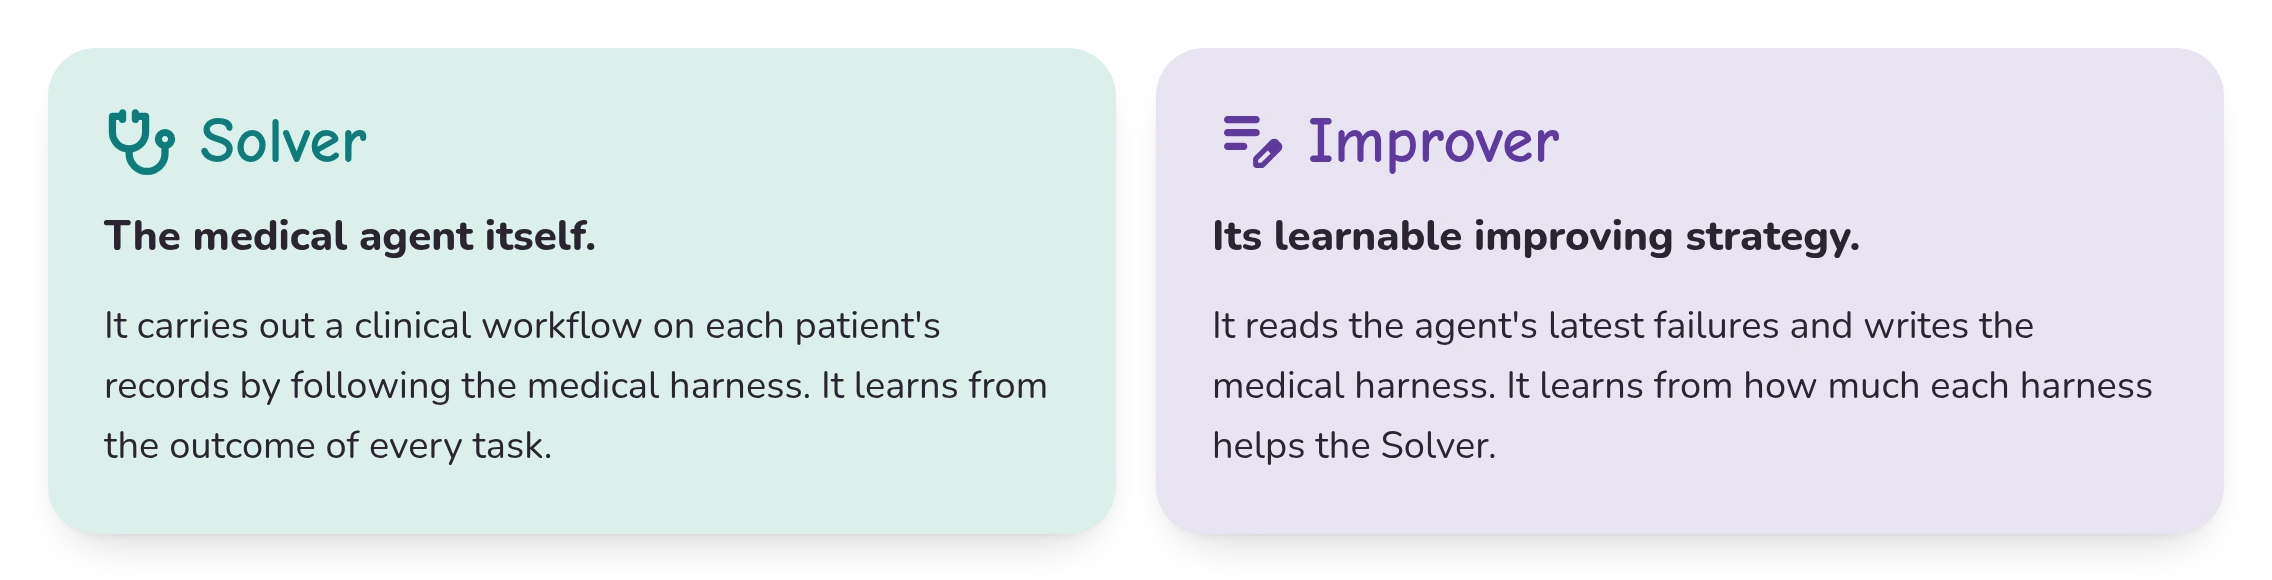 Solver
The medical agent itself.
It carries out a clinical workflow on each patient's
records by following the medical harness. It learns from
the outcome of every task.
Improver
Its learnable improving strategy.
It reads the agent's latest failures and writes the
medical harness. It learns from how much each harness
helps the Solver.